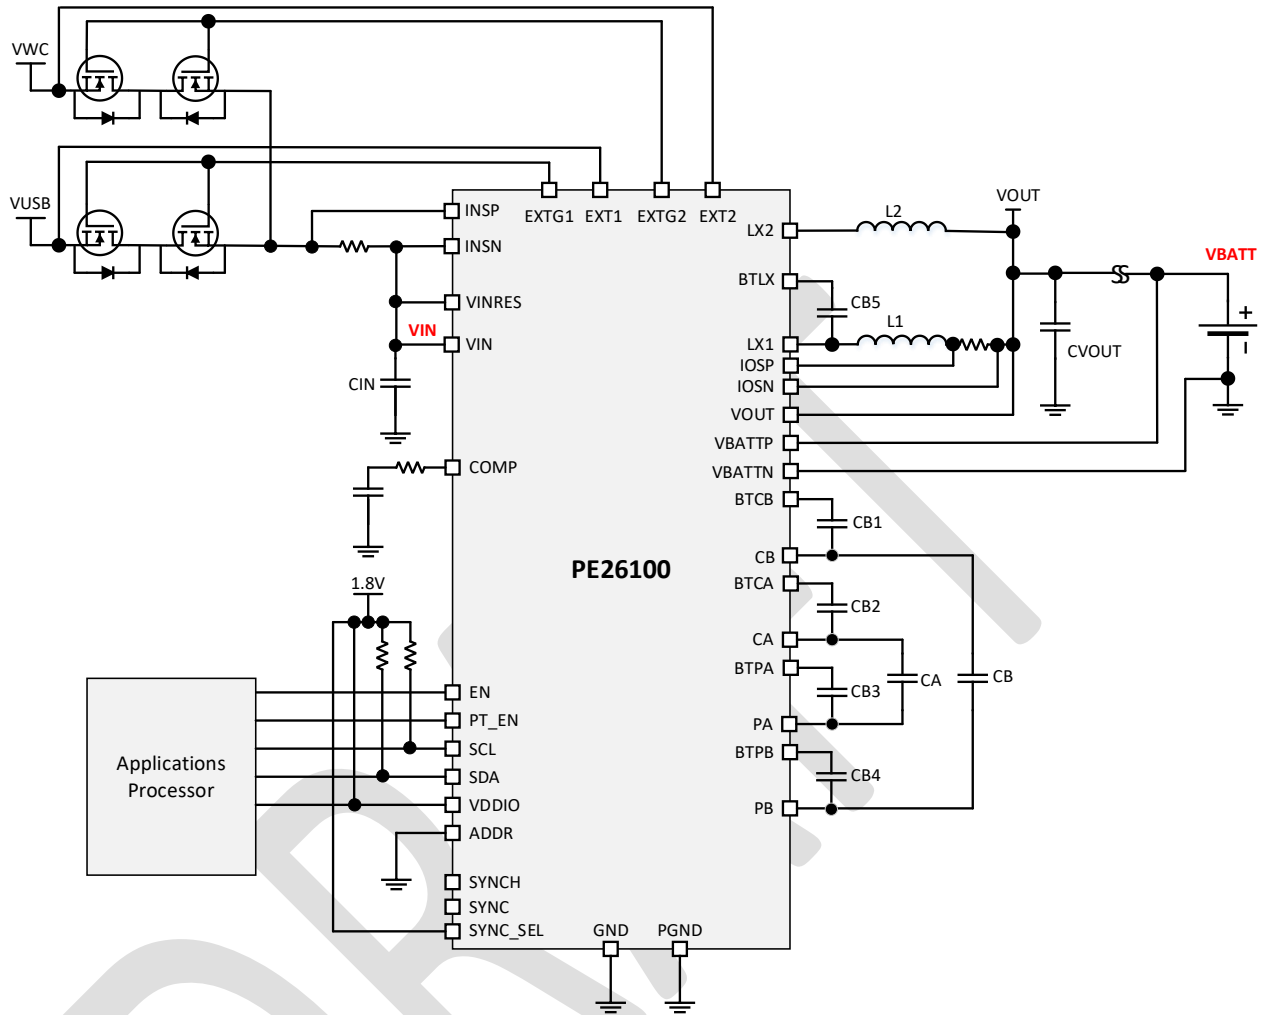 VWC
VUSB
INSP
INSN
VINRES
VIN
VIN
CIN
COMP
1.8V
Applications
Processor
EN
PT_EN
SCL
SDA
VDDIO
ADDR
SYNCH
SYNC
SYNC_SEL
EXTG1
EXT1
EXTG2
EXT2
PE26100
GND
PGND
LX2
BTLX
LX1
IOSP
IOSN
VOUT
VBATTP
VBATTN
BTCB
CB
BTCA
CA
BTPA
PA
BTPB
PB
L2
CB5
L1
VOUT
CVOUT
VBATT
+
–
CB1
CB2
CB3
CB4
CA
CB
DRAFT